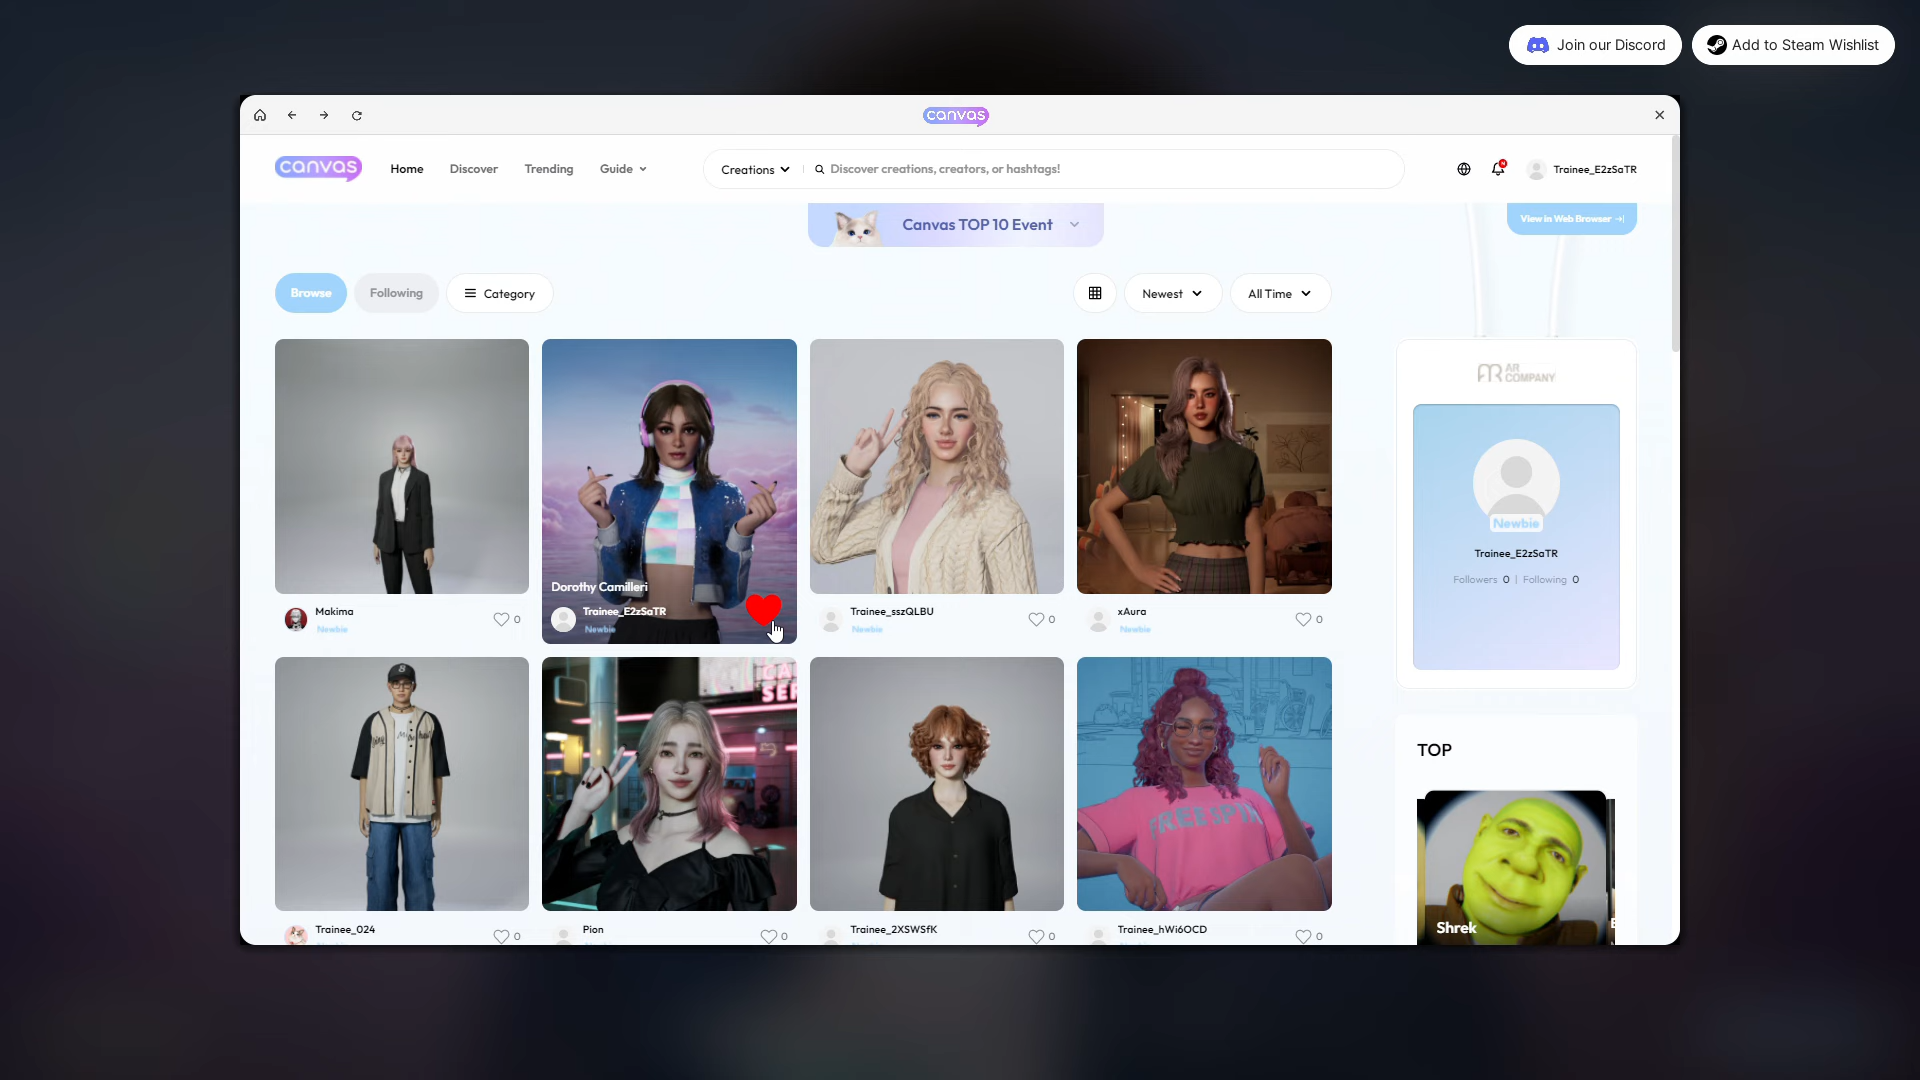 Join our Discord
Add to Steam Wishlist
canvas
canvas
Home
Discover
Trending
Guide
Creations
Discover creations, creators, or hashtags!
N
Trainee_E2zSaTR
Canvas TOP 10 Event
View in Web Browser
Browse
Following
Category
Newest
All Time
AR
COMPANY
Newbie
Trainee_E2zSaTR
Followers 0 | Following 0
Makima
Newbie
0
Dorothy Camilleri
Trainee_E2zSaTR
Newbie
Trainee_sszQLBU
Newbie
0
xAura
Newbie
0
FREESPIN
TOP
Shrek
Trainee_024
0
Pion
0
Trainee_2XSWSfK
0
Trainee_hWi6OCD
0